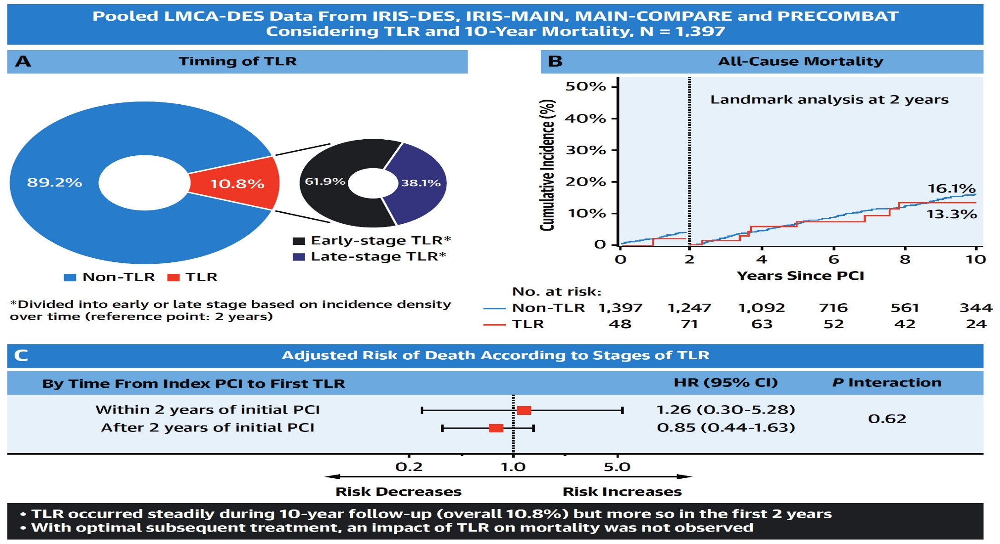 Pooled LMCA-DES Data From IRIS-DES, IRIS-MAIN, MAIN-COMPARE and PRECOMBAT
Considering TLR and 10-Year Mortality, N = 1,397
A
Timing of TLR
89.2%
10.8%
61.9%
38.1%
Early-stage TLR*
Late-stage TLR*
Non-TLR
TLR
*Divided into early or late stage based on incidence density
over time (reference point: 2 years)
B
All-Cause Mortality
Cumulative Incidence (%)
50%
40%
30%
20%
10%
0
Landmark analysis at 2 years
16.1%
13.3%
0 2 4 6 8 10
Years Since PCI
No. at risk:
Non-TLR 1,397 1,247 1,092 716 561 344
TLR 48 71 63 52 42 24
C
Adjusted Risk of Death According to Stages of TLR
By Time From Index PCI to First TLR HR (95% CI) P Interaction
Within 2 years of initial PCI 1.26 (0.30-5.28)
0.62
After 2 years of initial PCI 0.85 (0.44-1.63)
0.2 1.0 5.0
Risk Decreases Risk Increases
• TLR occurred steadily during 10-year follow-up (overall 10.8%) but more so in the first 2 years
• With optimal subsequent treatment, an impact of TLR on mortality was not observed